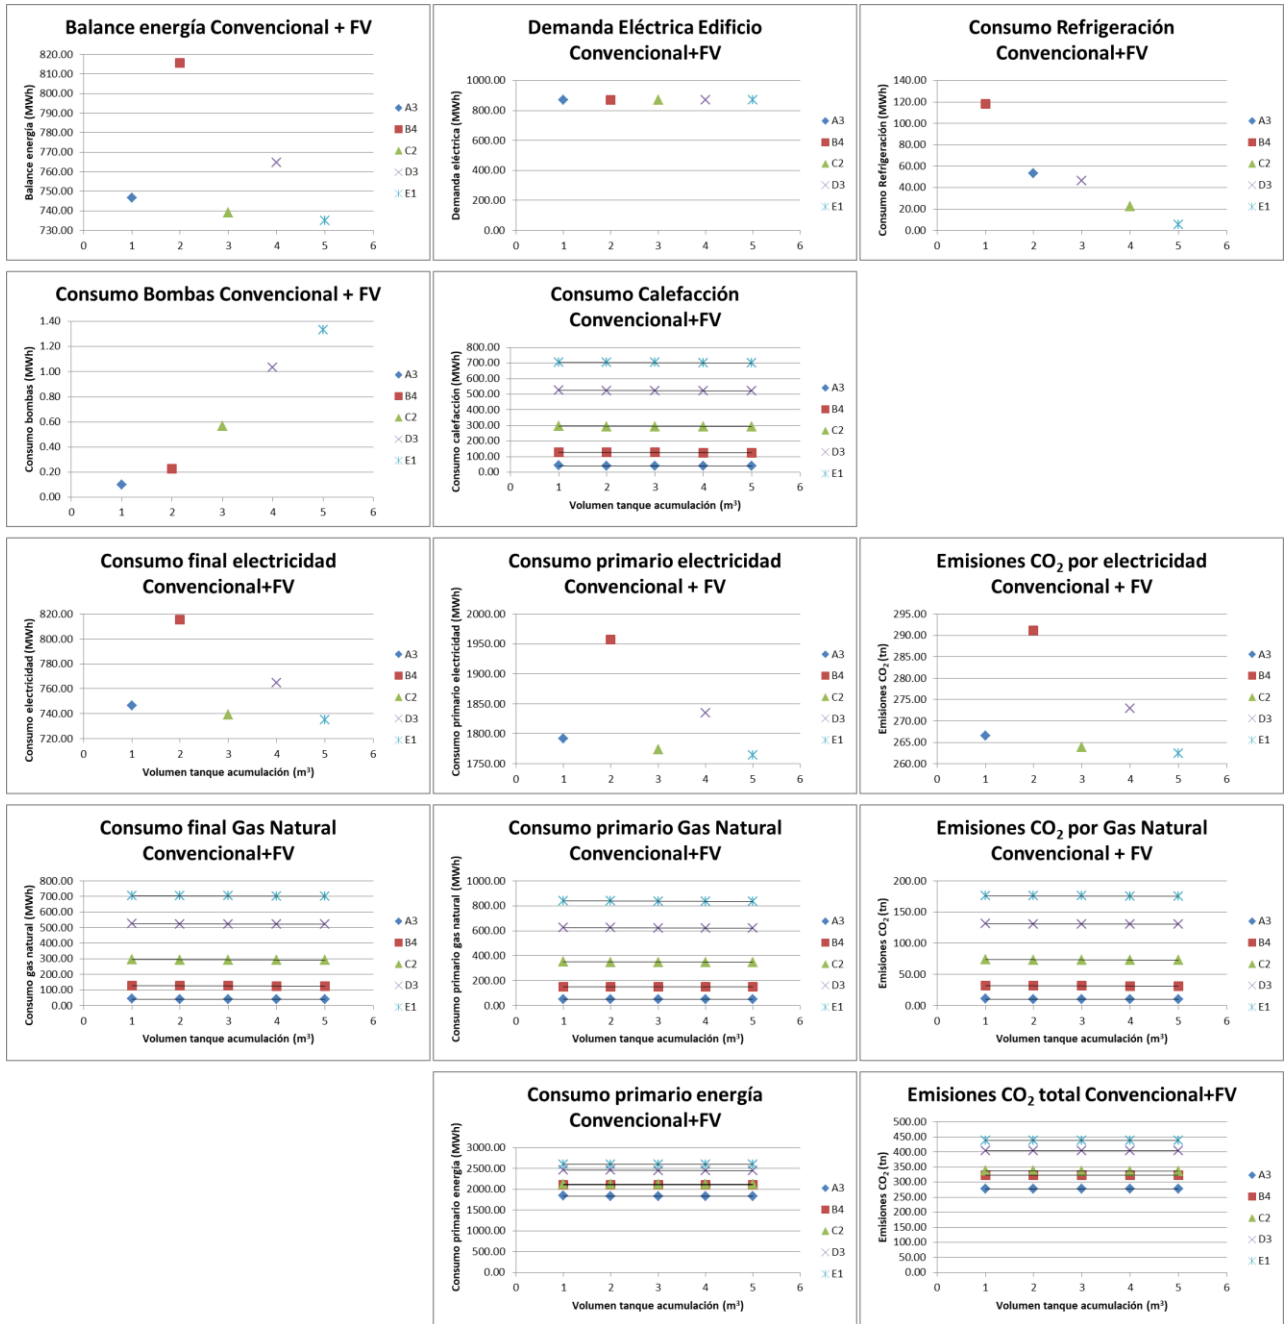 Balance energía Convencional + FV
Balance energía (MWh)
820.00
810.00
800.00
790.00
780.00
770.00
760.00
750.00
740.00
730.00
0 1 2 3 4 5 6
A3
B4
C2
D3
E1
Demanda Eléctrica Edificio
Convencional+FV
Demanda eléctrica (MWh)
1000.00
800.00
600.00
400.00
200.00
0.00
0 1 2 3 4 5 6
A3
B4
C2
D3
E1
Consumo Refrigeración
Convencional+FV
Consumo Refrigeración (MWh)
140.00
120.00
100.00
80.00
60.00
40.00
20.00
0.00
0 1 2 3 4 5 6
A3
B4
C2
D3
E1
Consumo Bombas Convencional + FV
Consumo bombas (MWh)
1.40
1.20
1.00
0.80
0.60
0.40
0.20
0.00
0 1 2 3 4 5 6
A3
B4
C2
D3
E1
Consumo Calefacción
Convencional+FV
Consumo calefacción (MWh)
800.00
700.00
600.00
500.00
400.00
300.00
200.00
100.00
0.00
0 1 2 3 4 5 6
Volumen tanque acumulación (m³)
A3
B4
C2
D3
E1
Consumo final electricidad
Convencional+FV
Consumo electricidad (MWh)
820.00
800.00
780.00
760.00
740.00
720.00
0 1 2 3 4 5 6
Volumen tanque acumulación (m³)
A3
B4
C2
D3
E1
Consumo primario electricidad
Convencional + FV
Consumo primario electricidad (MWh)
2000.00
1950.00
1900.00
1850.00
1800.00
1750.00
0 1 2 3 4 5 6
A3
B4
C2
D3
E1
Emisiones CO₂ por electricidad
Convencional + FV
Emisiones CO₂ (tn)
295.00
290.00
285.00
280.00
275.00
270.00
265.00
260.00
0 1 2 3 4 5 6
A3
B4
C2
D3
E1
Consumo final Gas Natural
Convencional+FV
Consumo gas natural (MWh)
800.00
700.00
600.00
500.00
400.00
300.00
200.00
100.00
0.00
0 1 2 3 4 5 6
Volumen tanque acumulación (m³)
A3
B4
C2
D3
E1
Consumo primario Gas Natural
Convencional+FV
Consumo primario gas natural (MWh)
1000.00
800.00
600.00
400.00
200.00
0.00
0 1 2 3 4 5 6
Volumen tanque acumulación (m³)
A3
B4
C2
D3
E1
Emisiones CO₂ por Gas Natural
Convencional + FV
Emisiones CO₂ (tn)
200.00
150.00
100.00
50.00
0.00
0 1 2 3 4 5 6
Volumen tanque acumulación (m³)
A3
B4
C2
D3
E1
Consumo primario energía
Convencional+FV
Consumo primario energía (MWh)
3000.00
2500.00
2000.00
1500.00
1000.00
500.00
0.00
0 1 2 3 4 5 6
Volumen tanque acumulación (m³)
A3
B4
C2
D3
E1
Emisiones CO₂ total Convencional+FV
Emisiones CO₂ (tn)
500.00
450.00
400.00
350.00
300.00
250.00
200.00
150.00
100.00
50.00
0.00
0 1 2 3 4 5 6
Volumen tanque acumulación (m³)
A3
B4
C2
D3
E1